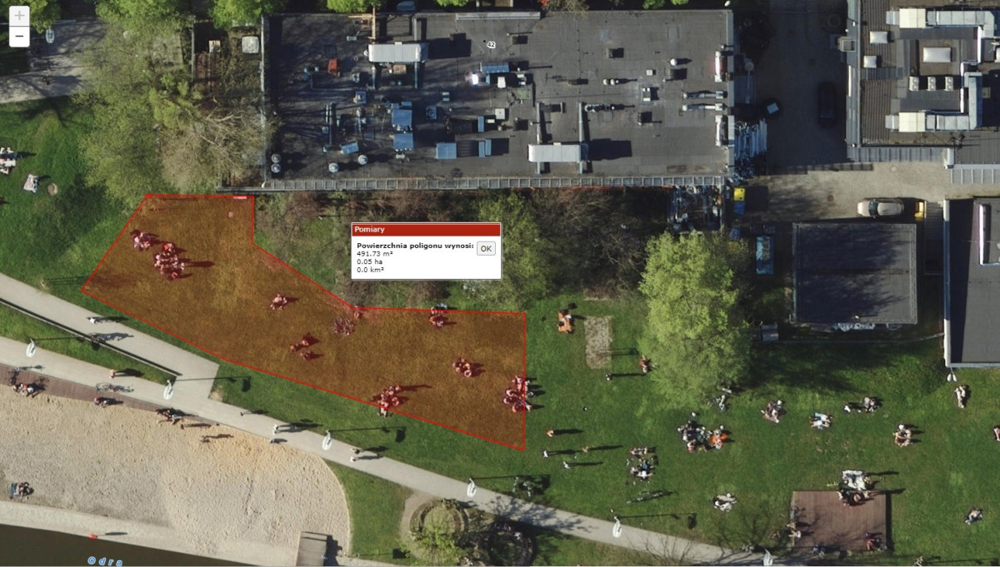 +
−
42
Pomiary
Powierzchnia poligonu wynosi:
OK
491.73 m²
0.05 ha
0.0 km²
Odra